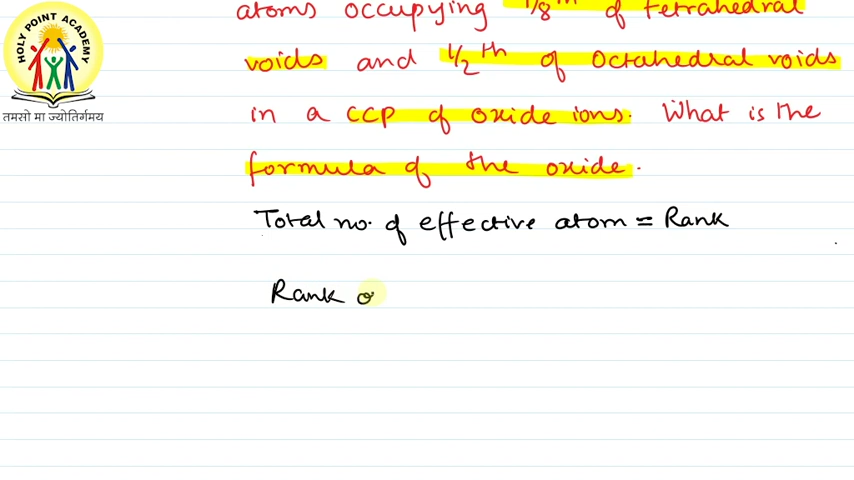 HOLY POINT ACADEMY
तमसो मा ज्योतिर्गमय
atoms occupying 1/8th of tetrahedral
voids and 1/2th of Octahedral voids
in a CCP of oxide ions. What is the
formula of the oxide.
Total no. of effective atom = Rank
Rank o